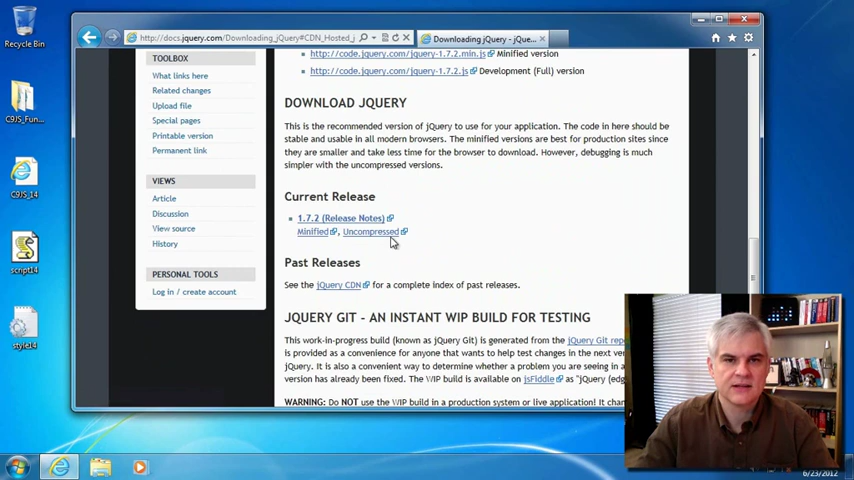 http://docs.jquery.com/Downloading_jQuery#CDN_Hosted_j
Downloading jQuery - jQue...
Recycle Bin
C9JS_Fun...
C9JS_14
script14
style14
TOOLBOX
What links here
Related changes
Upload file
Special pages
Printable version
Permanent link
VIEWS
Article
Discussion
View source
History
PERSONAL TOOLS
Log in / create account
http://code.jquery.com/jquery-1.7.2.min.js Minified version
http://code.jquery.com/jquery-1.7.2.js Development (Full) version
DOWNLOAD JQUERY
This is the recommended version of jQuery to use for your application. The code in here should be
stable and usable in all modern browsers. The minified versions are best for production sites since
they are smaller and take less time for the browser to download. However, debugging is much
simpler with the uncompressed versions.
Current Release
1.7.2 (Release Notes)
Minified, Uncompressed
Past Releases
See the jQuery CDN for a complete index of past releases.
JQUERY GIT - AN INSTANT WIP BUILD FOR TESTING
This work-in-progress build (known as jQuery Git) is generated from the jQuery Git rep
is provided as a convenience for anyone that wants to help test changes in the next ver
jQuery. It is also a convenient way to determine whether a problem you are seeing in a
version has already been fixed. The WIP build is available on jsFiddle as "jQuery (edg
WARNING: Do NOT use the WIP build in a production system or live application! It chan
6/23/2012